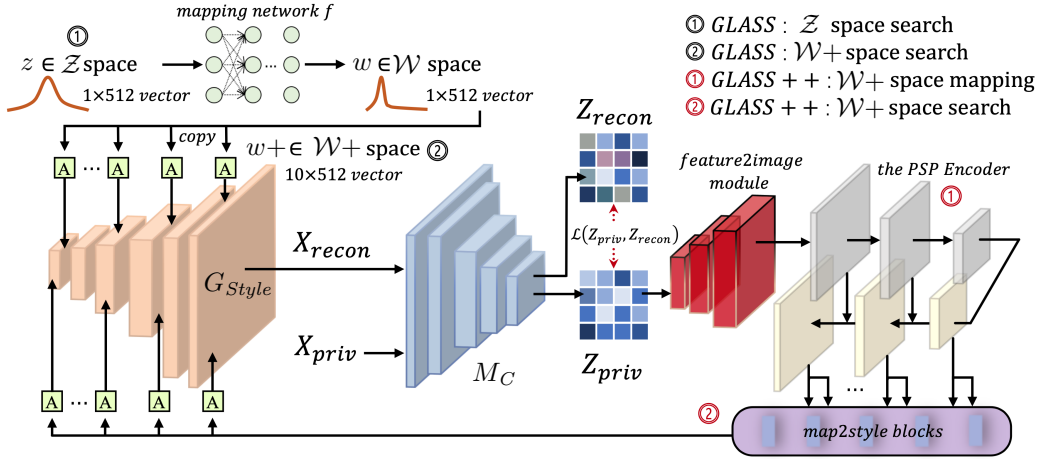 mapping network f
①
z ∈ Z space
1×512 vector
w ∈ W space
1×512 vector
① GLASS : Z space search
② GLASS : W+ space search
① GLASS + + : W+ space mapping
② GLASS + + : W+ space search
copy
A ... A A A
w+ ∈ W+ space ②
10×512 vector
Z_recon
feature2image
module
the PSP Encoder
①
L(Z_priv, Z_recon)
G_Style
X_recon
X_priv
M_C
Z_priv
A ... A A A
...
②
map2style blocks